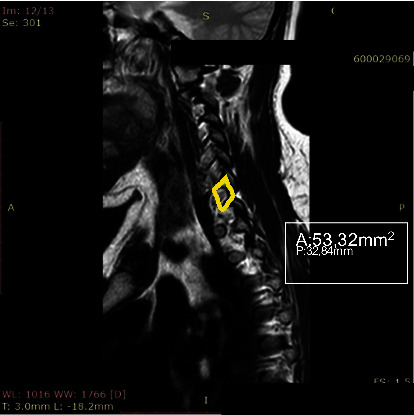 Im: 12/13
Se: 301
S
600029069
A
P
A:53,32mm²
P:32,84mm
WL: 1016 WW: 1766 [D]
T: 3.0mm L: -18.2mm
I